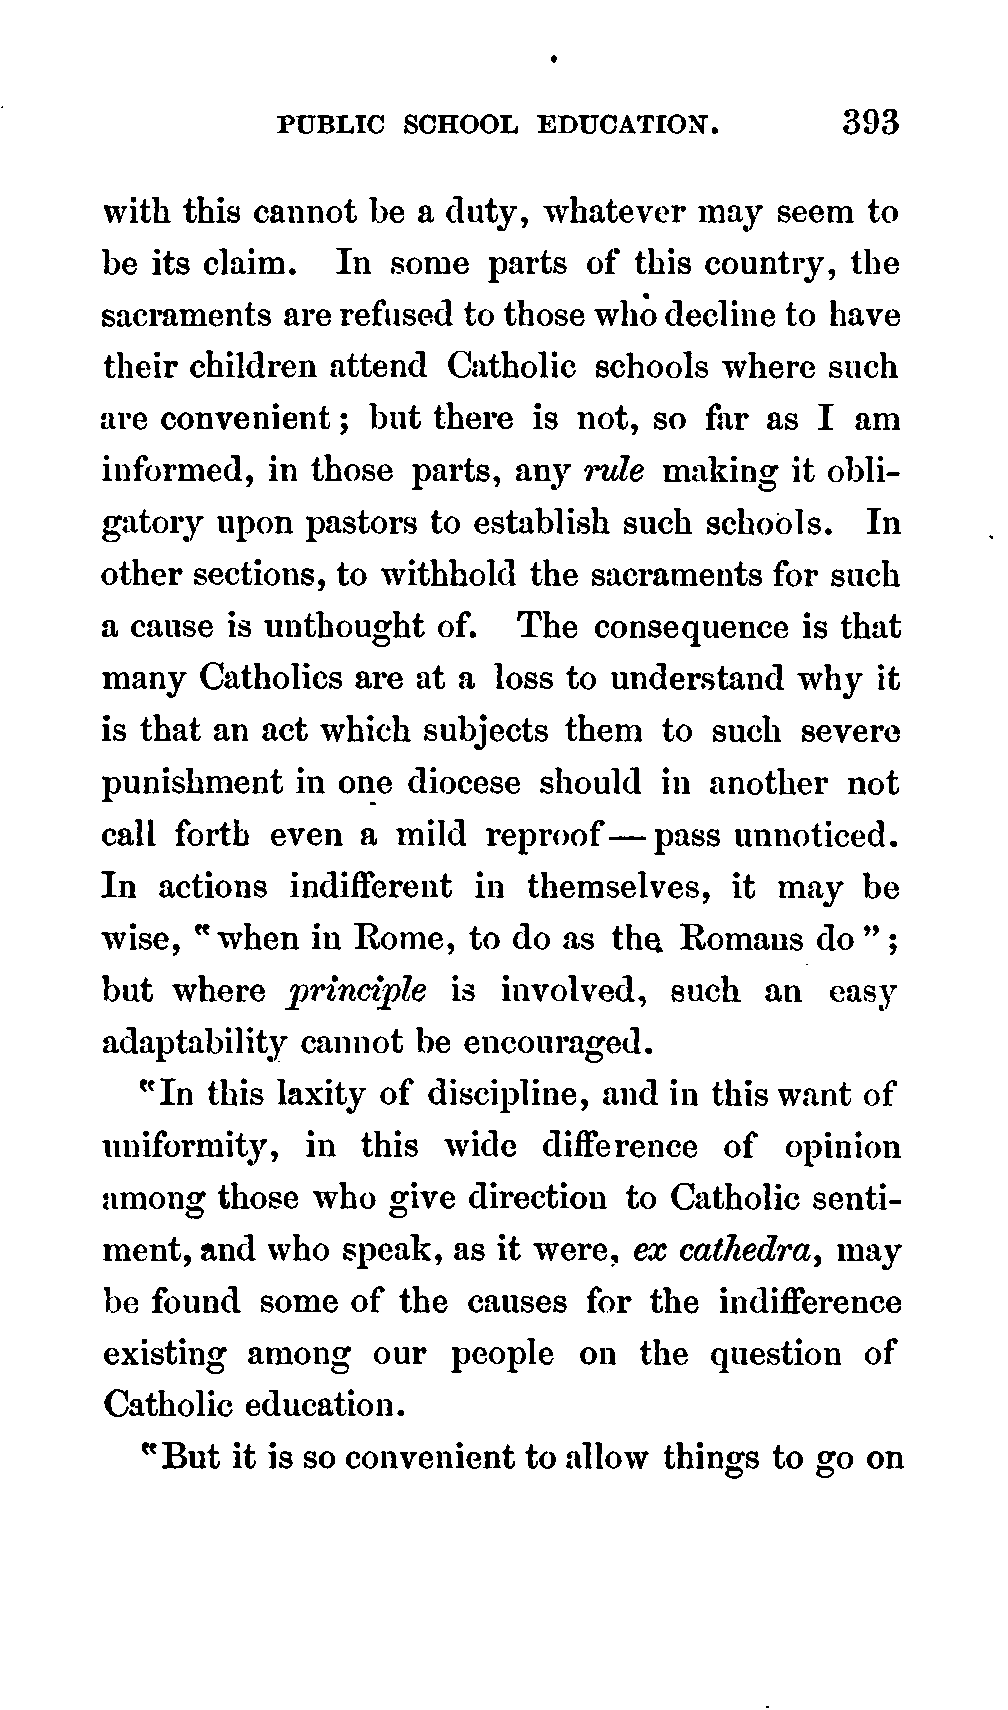 PUBLIC SCHOOL EDUCATION. 393
with this cannot be a duty, whatever may seem to
be its claim. In some parts of this country, the
sacraments are refused to those who decline to have
their children attend Catholic schools where such
are convenient; but there is not, so far as I am
informed, in those parts, any rule making it obli-
gatory upon pastors to establish such schools. In
other sections, to withhold the sacraments for such
a cause is unthought of. The consequence is that
many Catholics are at a loss to understand why it
is that an act which subjects them to such severe
punishment in one diocese should in another not
call forth even a mild reproof—pass unnoticed.
In actions indifferent in themselves, it may be
wise, "when in Rome, to do as the Romans do";
but where principle is involved, such an easy
adaptability cannot be encouraged.
"In this laxity of discipline, and in this want of
uniformity, in this wide difference of opinion
among those who give direction to Catholic senti-
ment, and who speak, as it were, ex cathedra, may
be found some of the causes for the indifference
existing among our people on the question of
Catholic education.
"But it is so convenient to allow things to go on